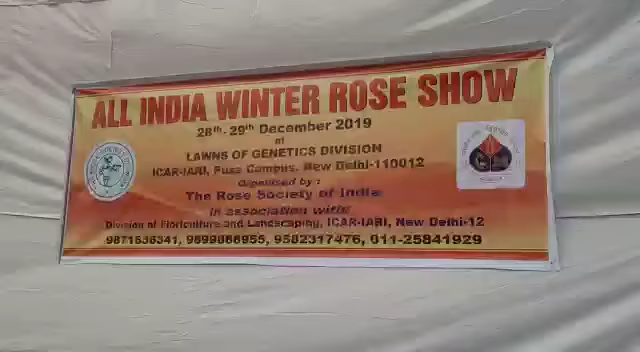 ALL INDIA WINTER ROSE SHOW
28th - 29th December 2019
at
LAWNS OF GENETICS DIVISION
ICAR-IARI, Pusa Campus, New Delhi-110012
organised by :
The Rose Society of India
in association with:
Division of Floriculture and Landscaping, ICAR-IARI, New Delhi-12
9582317476, 011-25841929